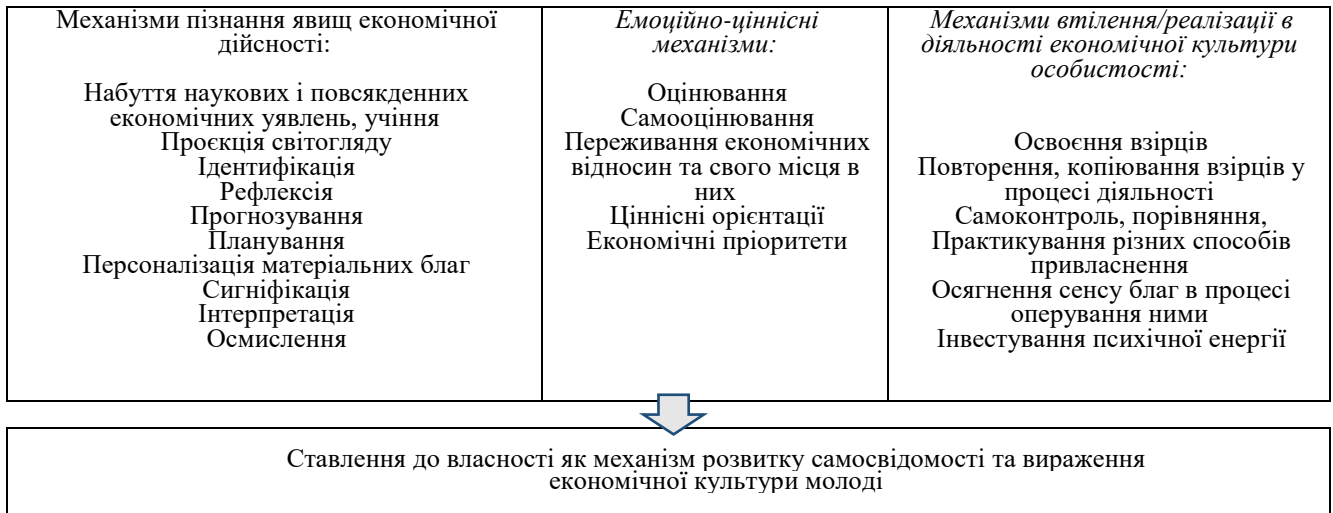 Механізми пізнання явищ економічної
дійсності:
Набуття наукових і повсякденних
економічних уявлень, учіння
Проєкція світогляду
Ідентифікація
Рефлексія
Прогнозування
Планування
Персоналізація матеріальних благ
Сигніфікація
Інтерпретація
Осмислення
Емоційно-ціннісні
механізми:
Оцінювання
Самооцінювання
Переживання економічних
відносин та свого місця в
них
Ціннісні орієнтації
Економічні пріоритети
Механізми втілення/реалізації в
діяльності економічної культури
особистості:
Освоєння взірців
Повторення, копіювання взірців у
процесі діяльності
Самоконтроль, порівняння,
Практикування різних способів
привласнення
Осягнення сенсу благ в процесі
оперування ними
Інвестування психічної енергії
Ставлення до власності як механізм розвитку самосвідомості та вираження
економічної культури молоді